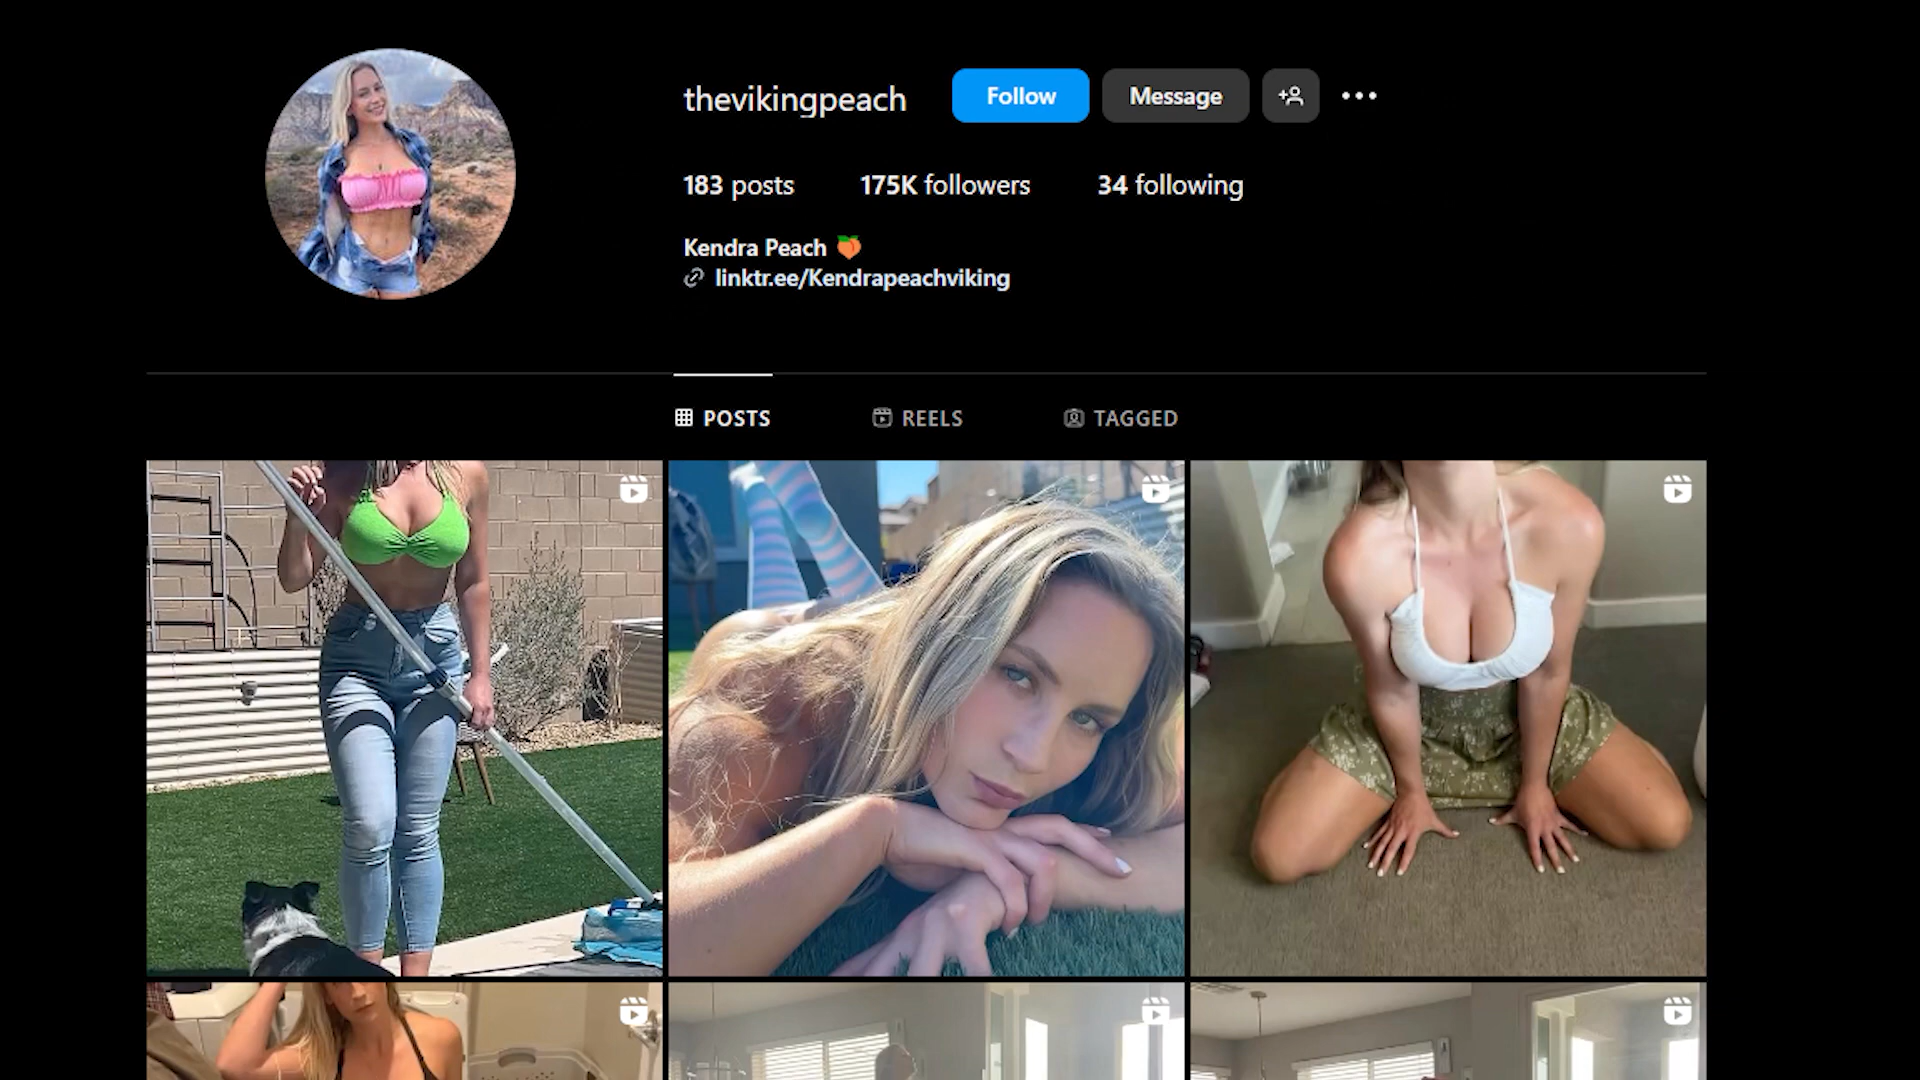 thevikingpeach Follow Message
183 posts 175K followers 34 following
Kendra Peach 🍑
linktr.ee/Kendrapeachviking
POSTS REELS TAGGED